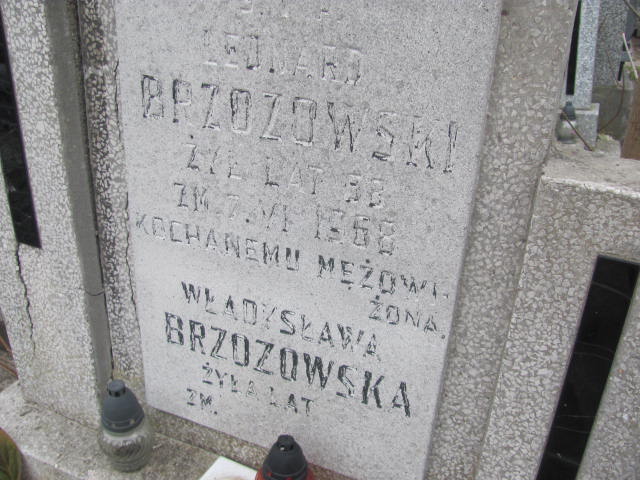 Ś. † P.
LEONARD
BRZOZOWSKI
ŻYŁ LAT
ZM. 7. VI 1968
KOCHANEMU MĘŻOWI
ŻONA.
WŁADYSŁAWA
BRZOZOWSKA
ŻYŁA LAT
ZM.